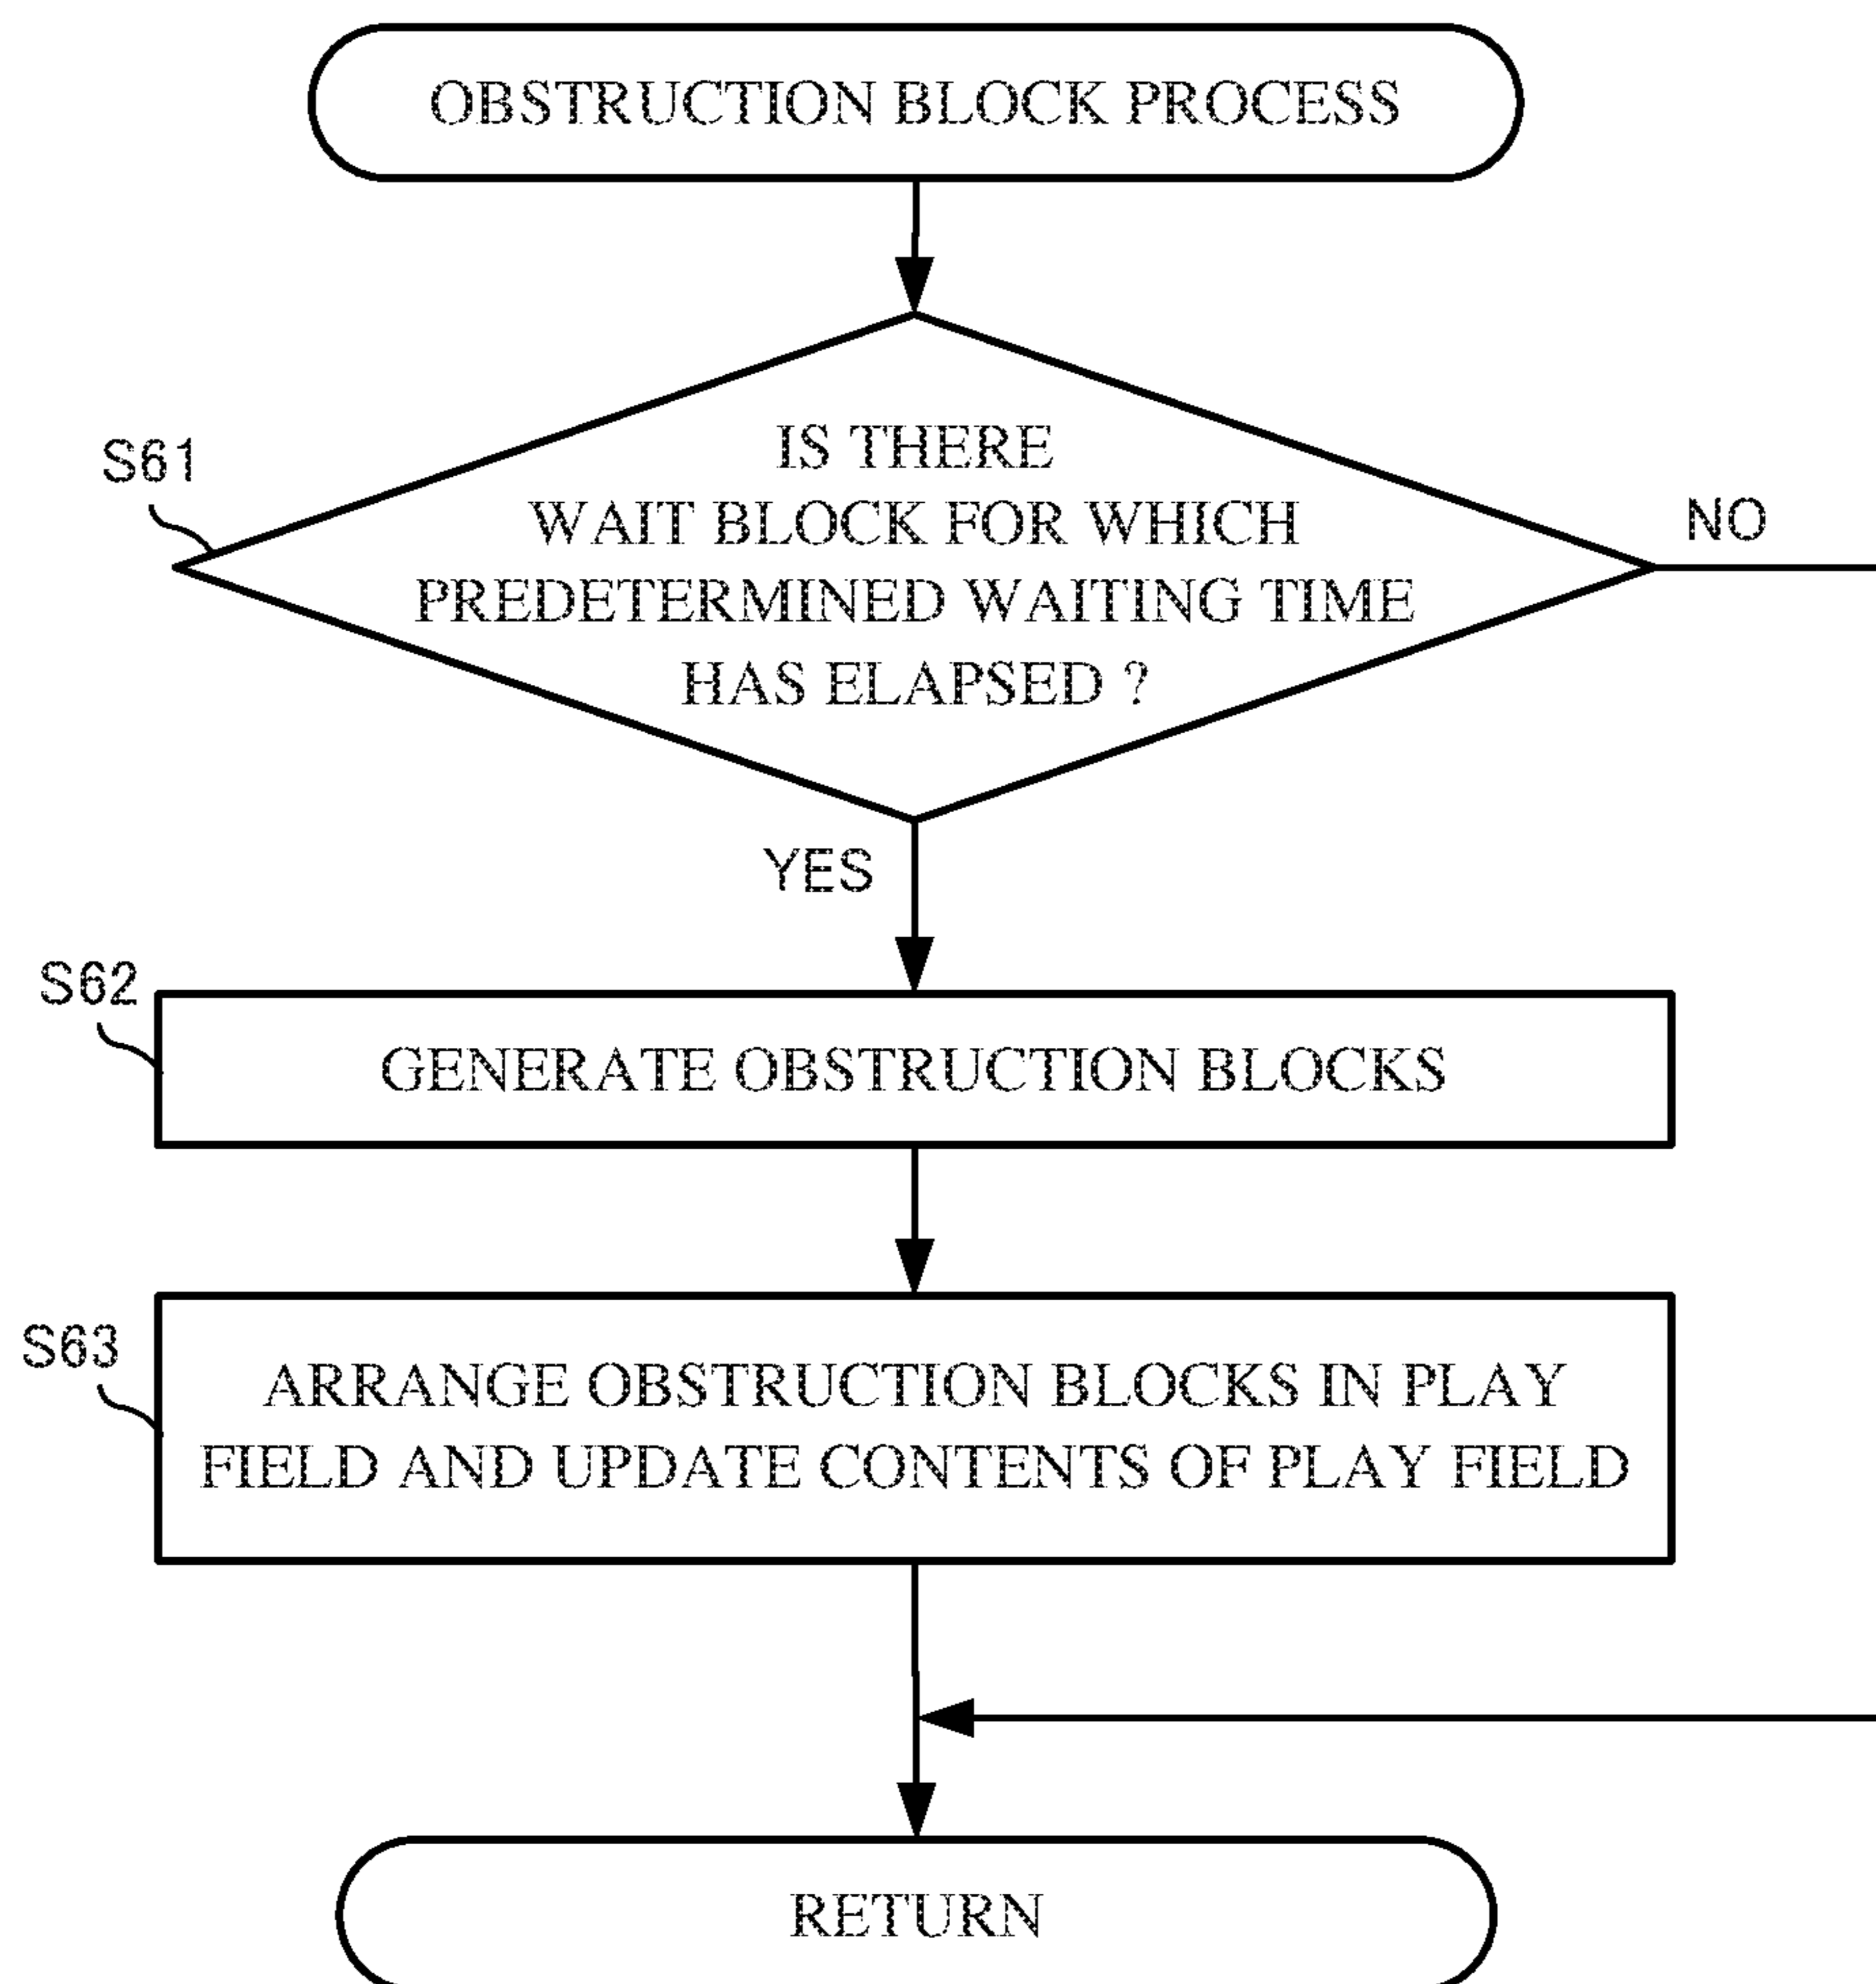 OBSTRUCTION BLOCK PROCESS
S61
IS THERE
WAIT BLOCK FOR WHICH
PREDETERMINED WAITING TIME
HAS ELAPSED ?
NO
YES
S62
GENERATE OBSTRUCTION BLOCKS
S63
ARRANGE OBSTRUCTION BLOCKS IN PLAY
FIELD AND UPDATE CONTENTS OF PLAY FIELD
RETURN